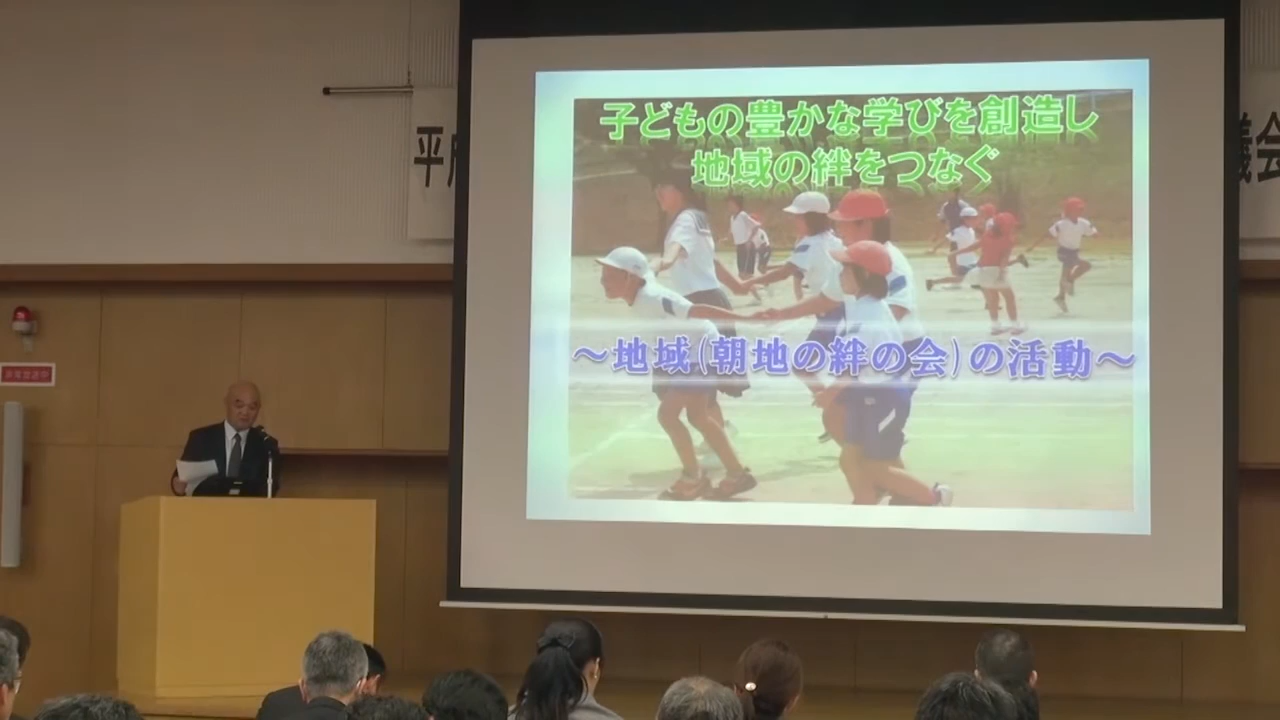 子どもの豊かな学びを創造し
地域の絆をつなぐ
～地域(朝地の絆の会)の活動～
平
議会